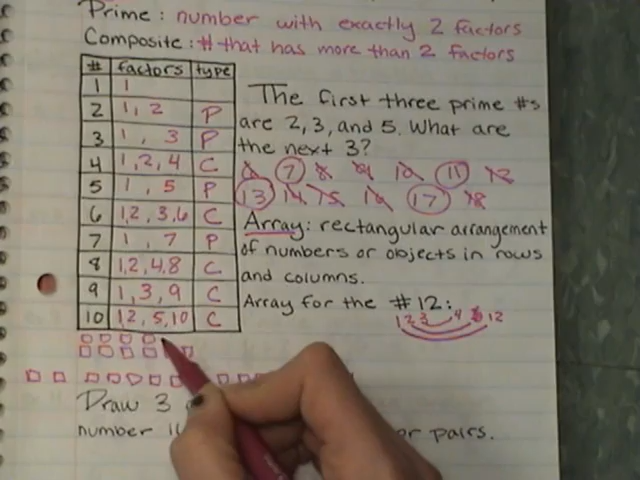 Prime: number with exactly 2 factors
Composite: # that has more than 2 factors
# factors type
1 1
2 1, 2 P
3 1, 3 P
4 1,2,4 C
5 1, 5 P
6 1,2,3,6 C
7 1, 7 P
8 1,2,4,8 C
9 1,3,9 C
10 1,2,5,10 C
The first three prime #s
are 2,3, and 5. What are
the next 3?
6 7 8 9 10 11 12
13 14 15 16 17 18
Array: rectangular arrangement
of numbers or objects in rows
and columns.
Array for the #12:
1 2 3 4 6 12
Draw 3
number pairs.